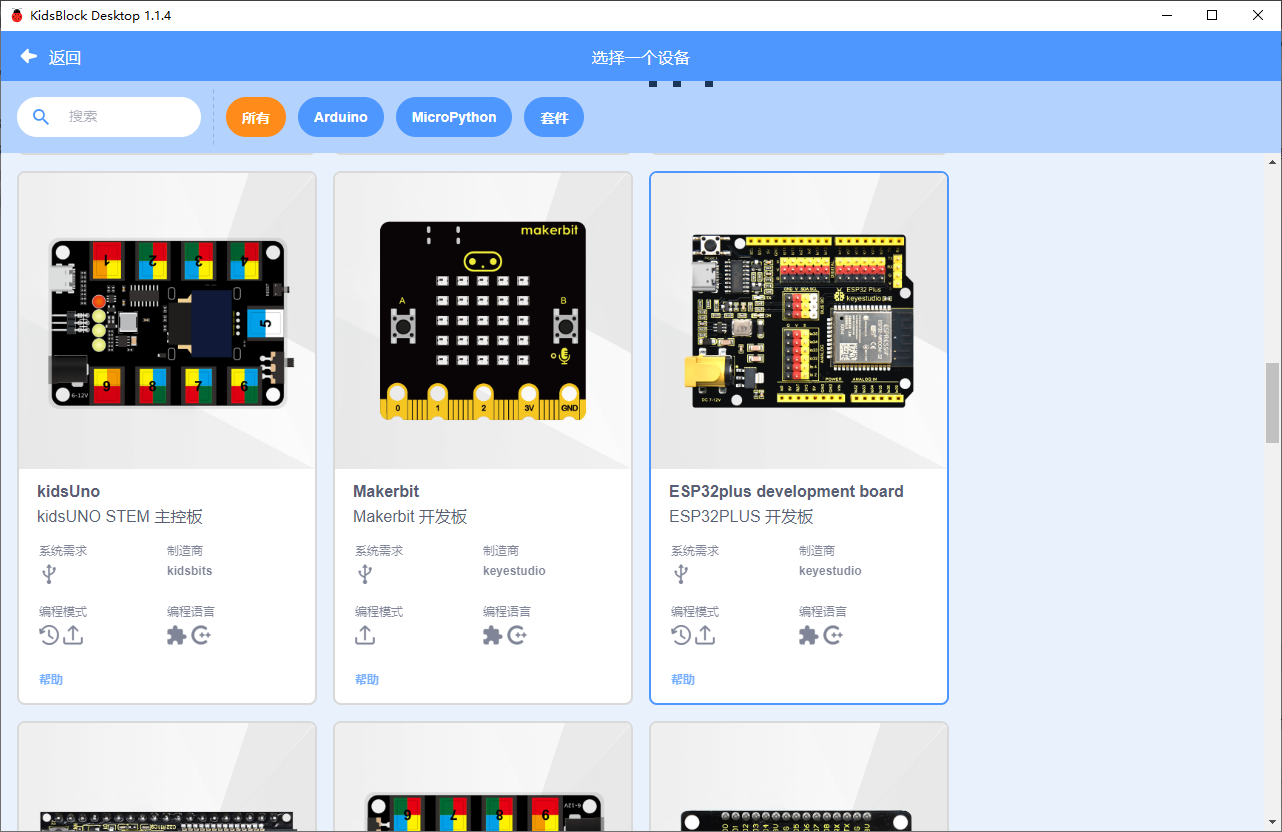 KidsBlock Desktop 1.1.4
返回
选择一个设备
搜索
所有
Arduino
MicroPython
套件
1
2
3
4
5
6-12V
9
8
7
6
makerbit
A
B
0
1
2
3V
GND
ESP32 Plus
keyestudio
DC 7-12V
POWER
ANALOG IN
kidsUno
kidsUNO STEM 主控板
系统需求
制造商
kidsbits
编程模式
编程语言
帮助
Makerbit
Makerbit 开发板
系统需求
制造商
keyestudio
编程模式
编程语言
帮助
ESP32plus development board
ESP32PLUS 开发板
系统需求
制造商
keyestudio
编程模式
编程语言
帮助
6
7
8
9